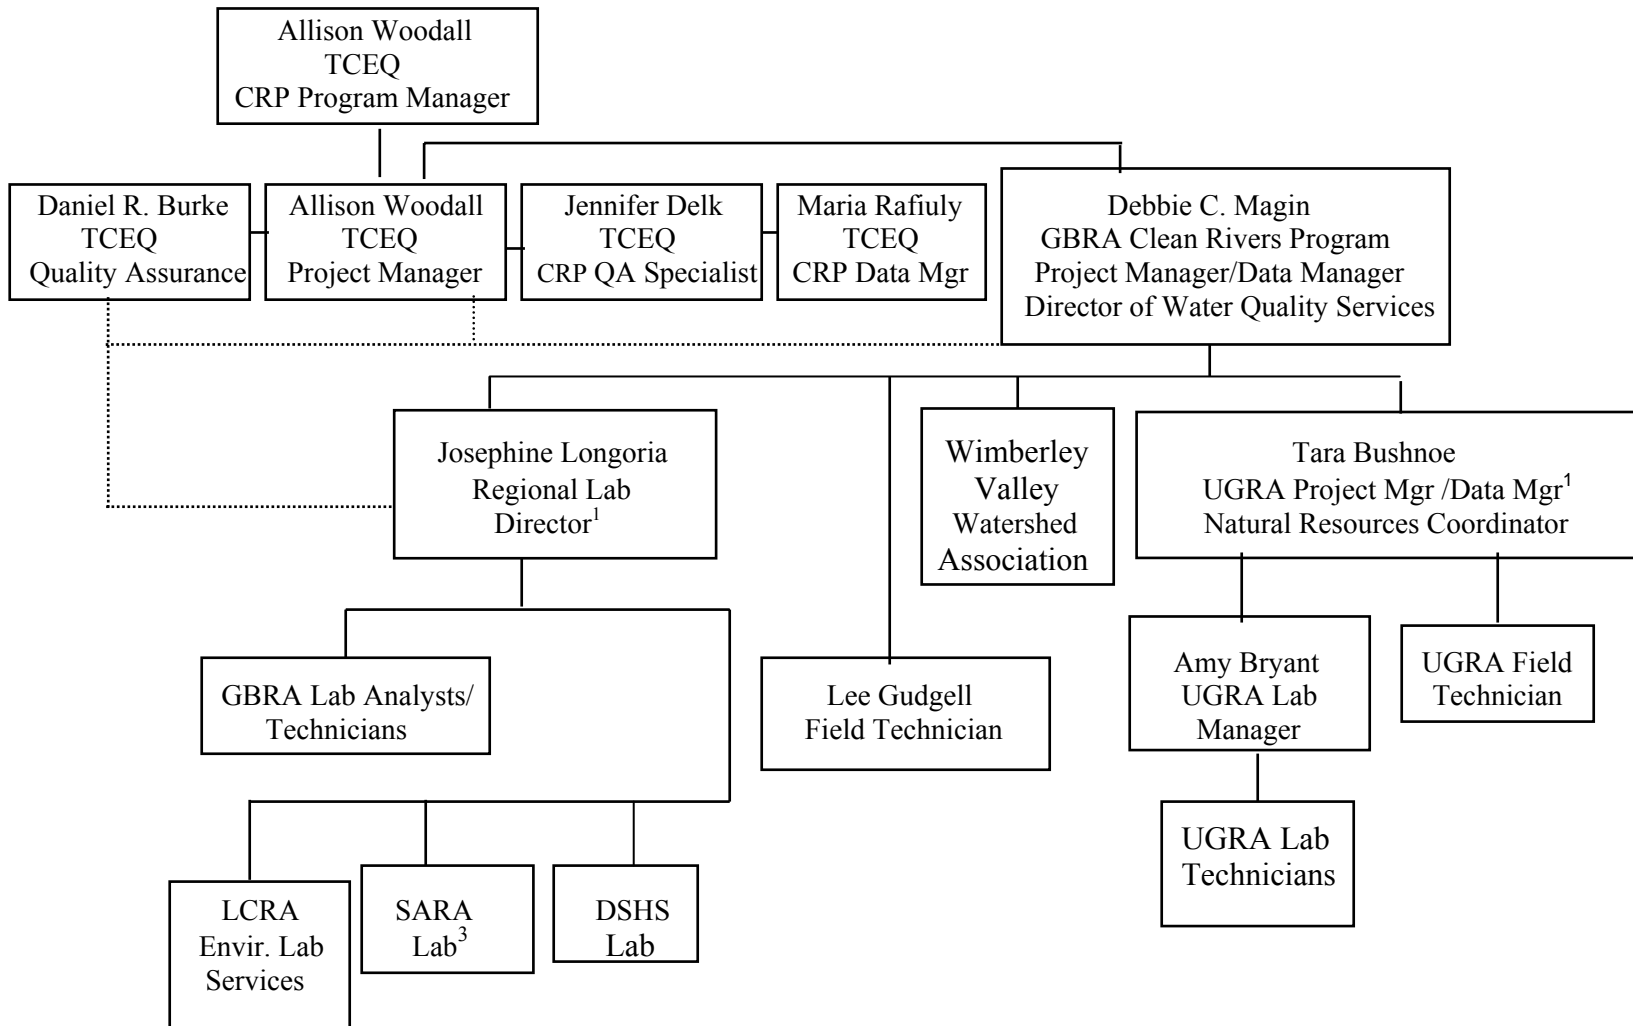 Allison Woodall
TCEQ
CRP Program Manager
Daniel R. Burke
TCEQ
Quality Assurance
Allison Woodall
TCEQ
Project Manager
Jennifer Delk
TCEQ
CRP QA Specialist
Maria Rafiuly
TCEQ
CRP Data Mgr
Debbie C. Magin
GBRA Clean Rivers Program
Project Manager/Data Manager
Director of Water Quality Services
Josephine Longoria
Regional Lab
Director¹
Wimberley
Valley
Watershed
Association
Tara Bushnoe
UGRA Project Mgr /Data Mgr¹
Natural Resources Coordinator
GBRA Lab Analysts/
Technicians
Lee Gudgell
Field Technician
Amy Bryant
UGRA Lab
Manager
UGRA Field
Technician
UGRA Lab
Technicians
LCRA
Envir. Lab
Services
SARA
Lab³
DSHS
Lab